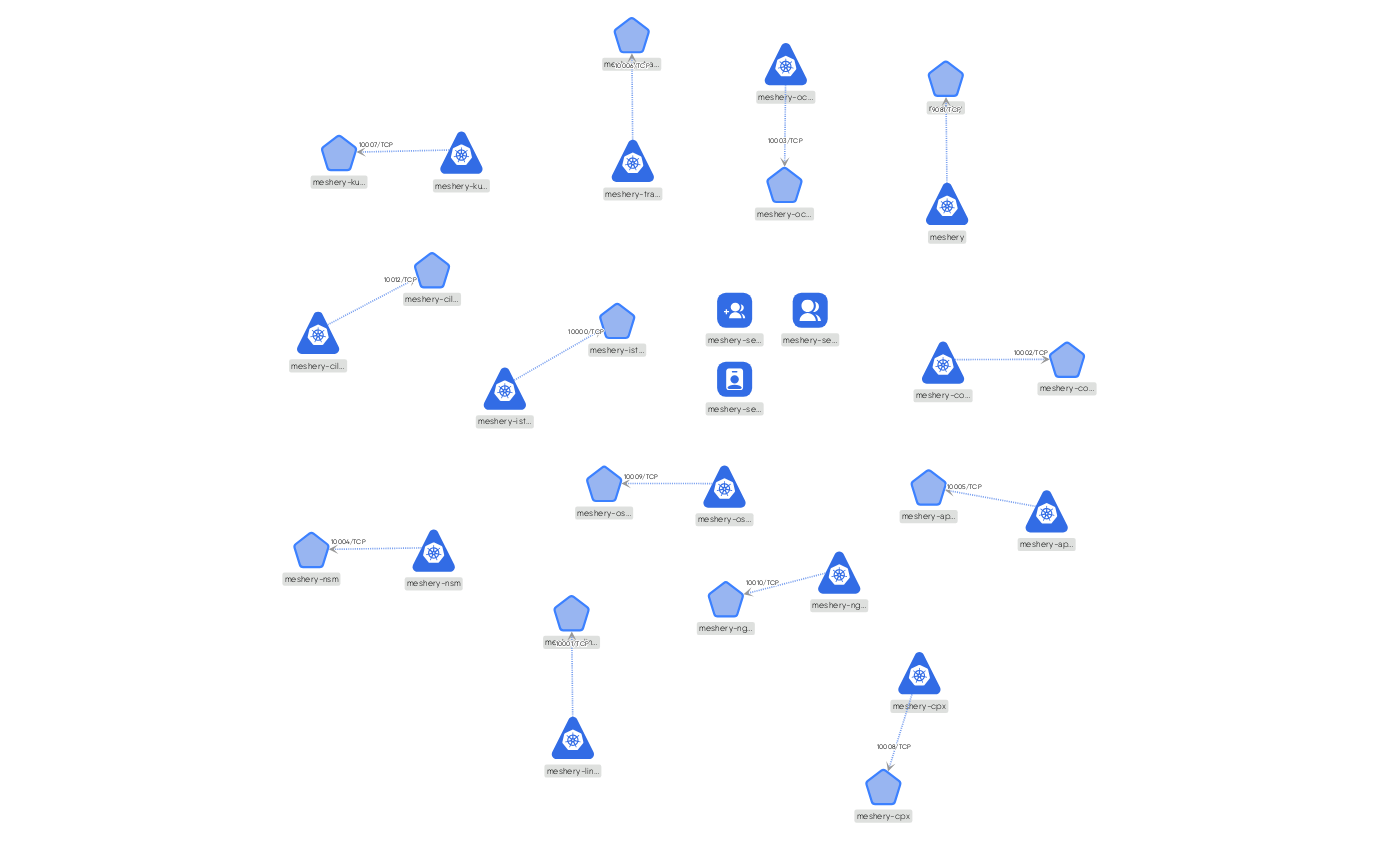 10006/TCP
meshery-oc...
10007/TCP
10003/TCP
meshery-ku...
meshery-ku...
meshery-tra...
meshery-oc...
meshery
10012/TCP
meshery-cil...
10000/TCP
meshery-ist...
meshery-se...
meshery-se...
10002/TCP
meshery-cil...
meshery-co...
meshery-co...
meshery-se...
meshery-ist...
10009/TCP
10005/TCP
meshery-os...
meshery-os...
meshery-ap...
10004/TCP
meshery-ap...
meshery-nsm
meshery-nsm
10010/TCP
meshery-ng...
meshery-ng...
10001/TCP
meshery-cpx
10008/TCP
meshery-lin...
meshery-cpx